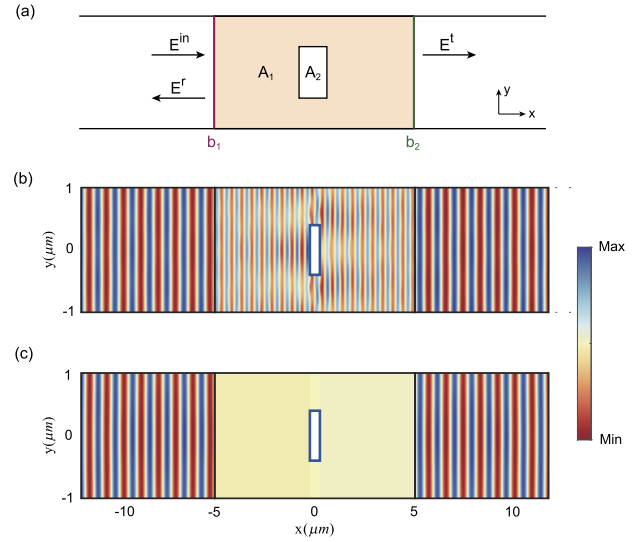 (a)
E^in
E^t
E^r
A₁
A₂
y
x
b₁
b₂
(b)
1
0
-1
y(μm)
Max
(c)
1
0
-1
y(μm)
Min
-10
-5
0
5
10
x(μm)